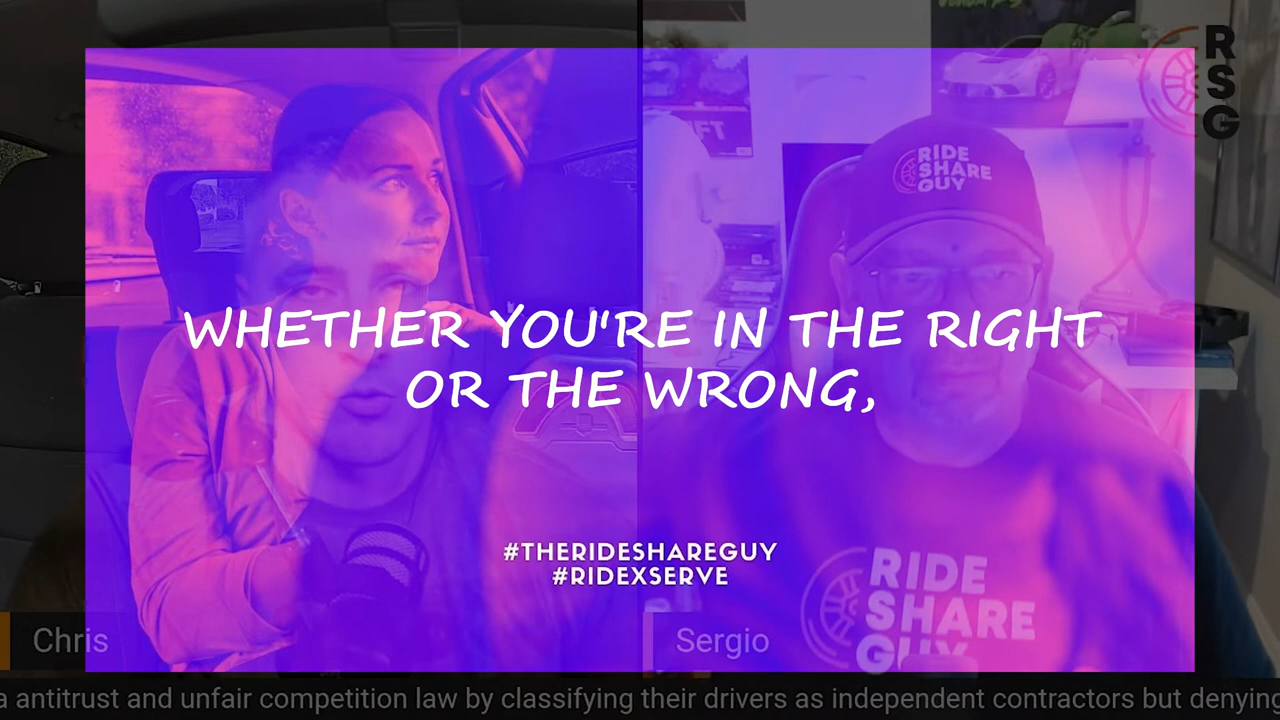 R
S
G
FT
RIDE
SHARE
GUY
WHETHER YOU'RE IN THE RIGHT
OR THE WRONG,
#THERIDESHAREGUY
#RIDEXSERVE
RIDE
SHARE
GUY
Chris
Sergio
a antitrust and unfair competition law by classifying their drivers as independent contractors but denying